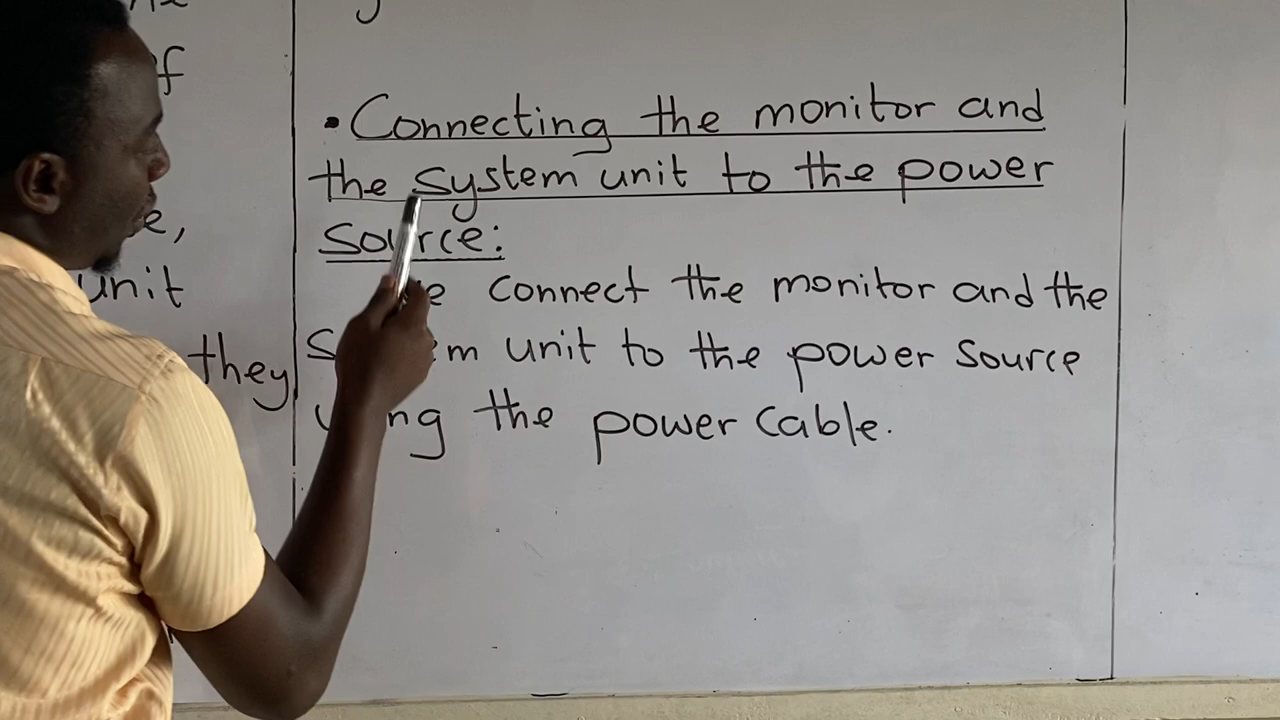 f
e,
unit
they
• Connecting the monitor and
the system unit to the power
Source:
connect the monitor and the
unit to the power source
the power cable.